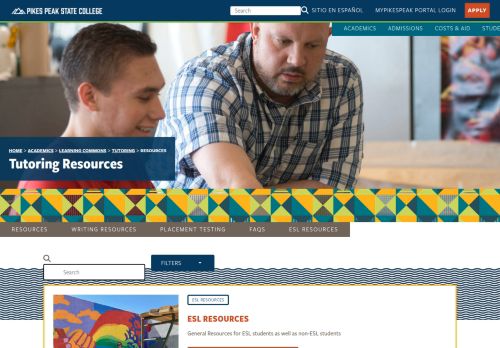 PIKES PEAK STATE COLLEGE
Search
SITIO EN ESPAÑOL
MYPIKESPEAK PORTAL LOGIN
APPLY
ACADEMICS ADMISSIONS COSTS & AID STUDE
HOME > ACADEMICS > LEARNING COMMONS > TUTORING > RESOURCES
Tutoring Resources
RESOURCES WRITING RESOURCES PLACEMENT TESTING FAQS ESL RESOURCES
Search
FILTERS
ESL RESOURCES
ESL RESOURCES
General Resources for ESL students as well as non-ESL students